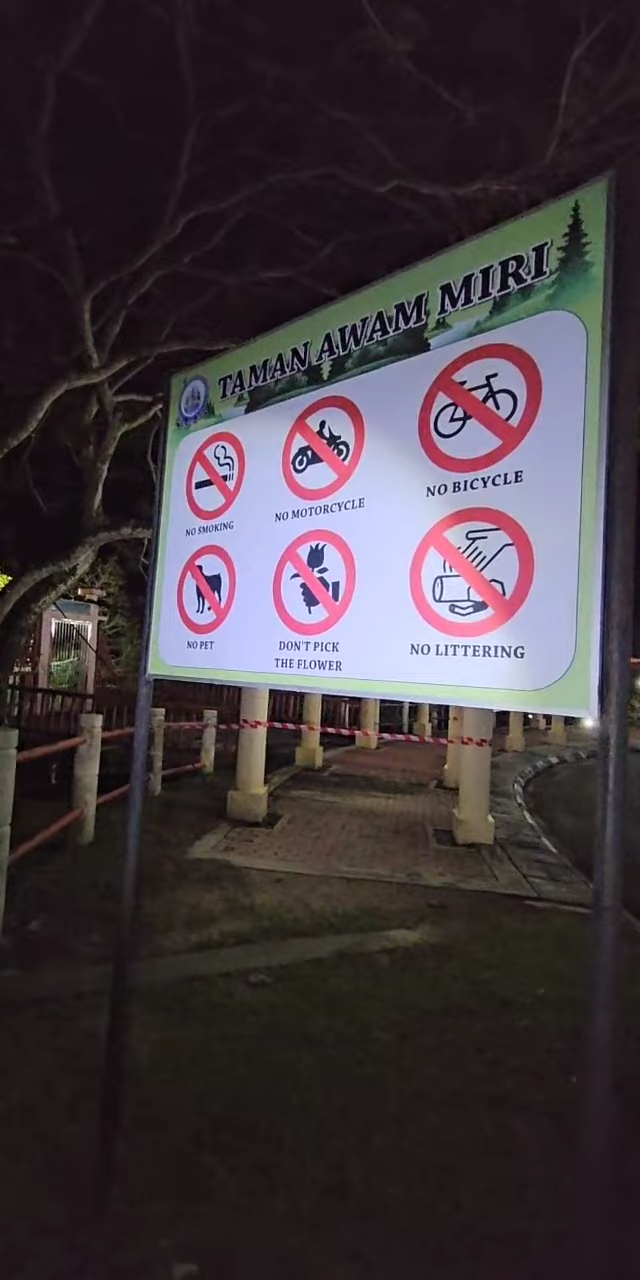 TAMAN AWAM MIRI
NO SMOKING
NO MOTORCYCLE
NO BICYCLE
NO PET
DON'T PICK
THE FLOWER
NO LITTERING